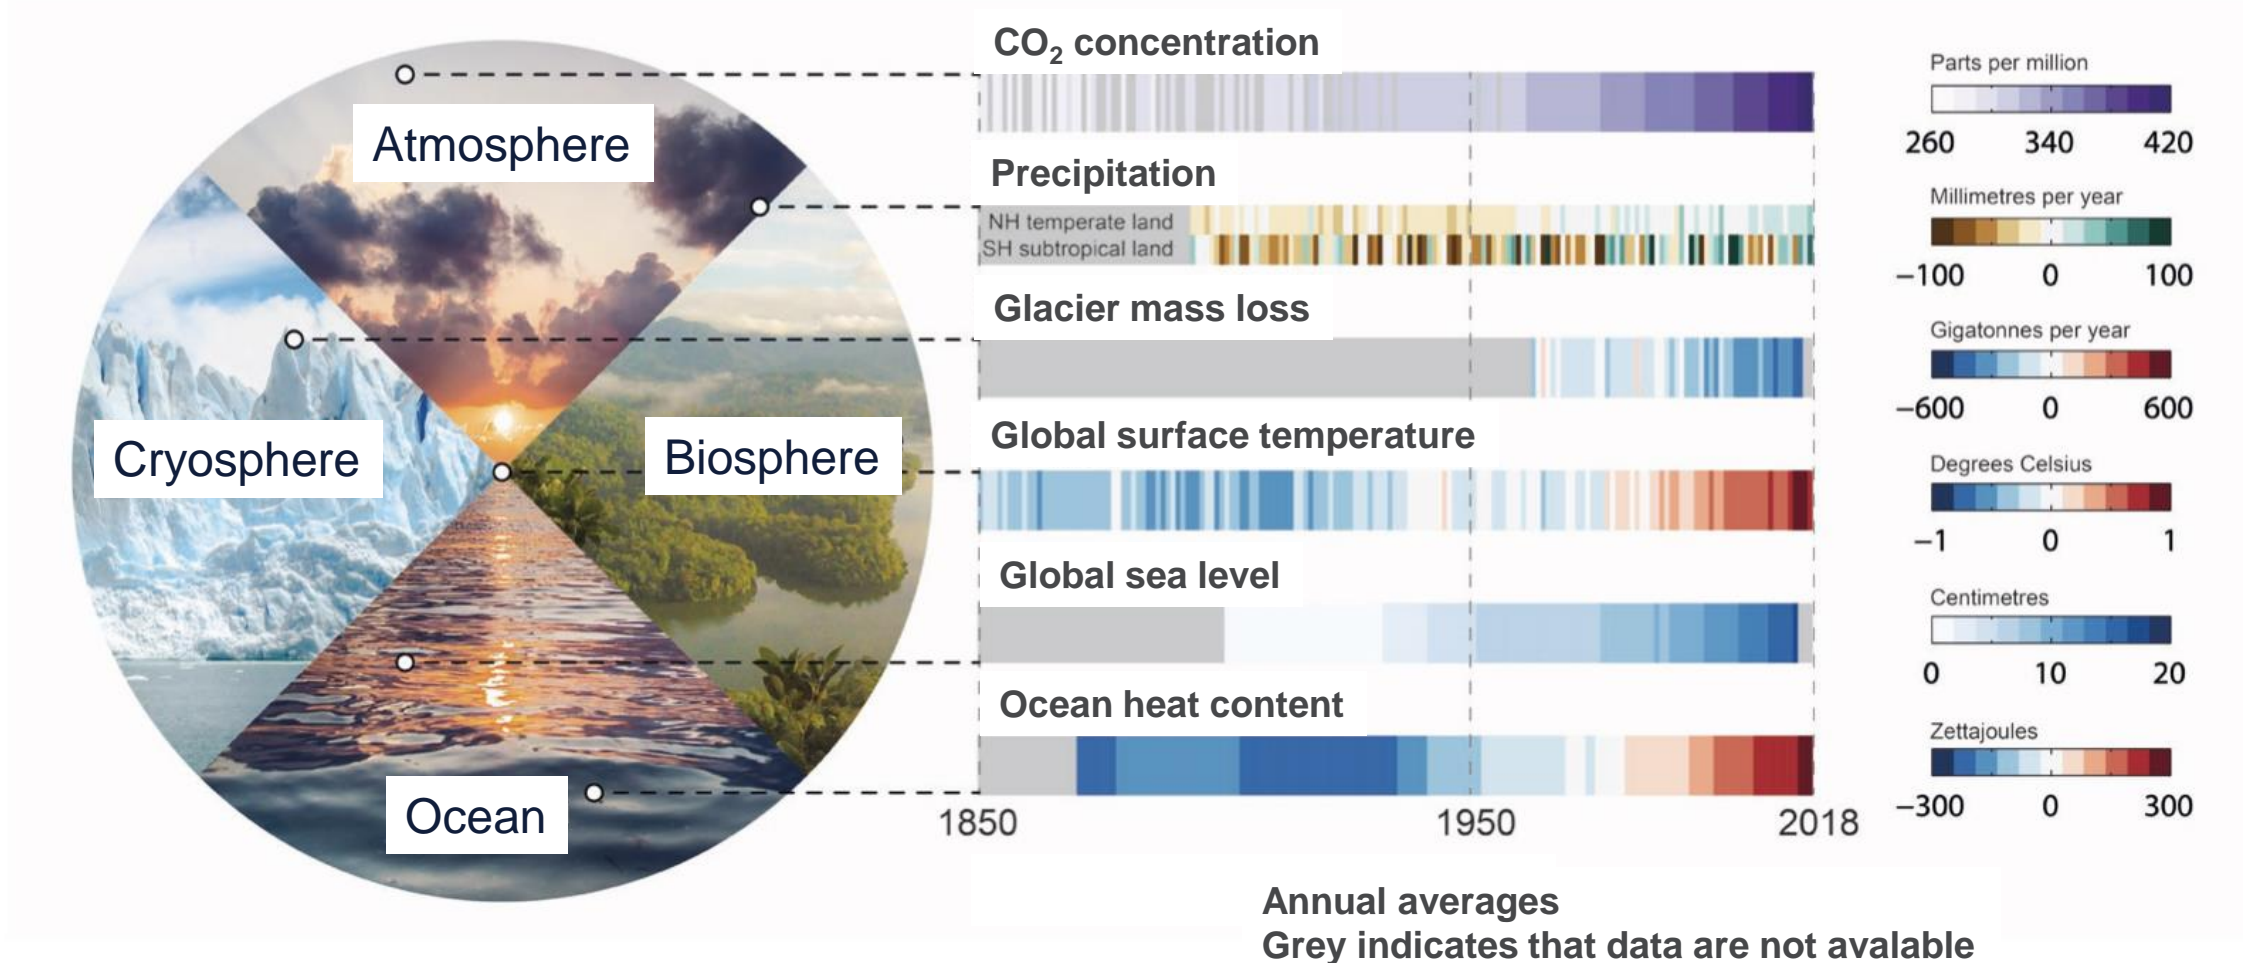 Atmosphere
Cryosphere
Biosphere
Ocean
CO₂ concentration
Precipitation
NH temperate land
SH subtropical land
Glacier mass loss
Global surface temperature
Global sea level
Ocean heat content
1850 1950 2018
Parts per million
260 340 420
Millimetres per year
−100 0 100
Gigatonnes per year
−600 0 600
Degrees Celsius
−1 0 1
Centimetres
0 10 20
Zettajoules
−300 0 300
Annual averages
Grey indicates that data are not avalable